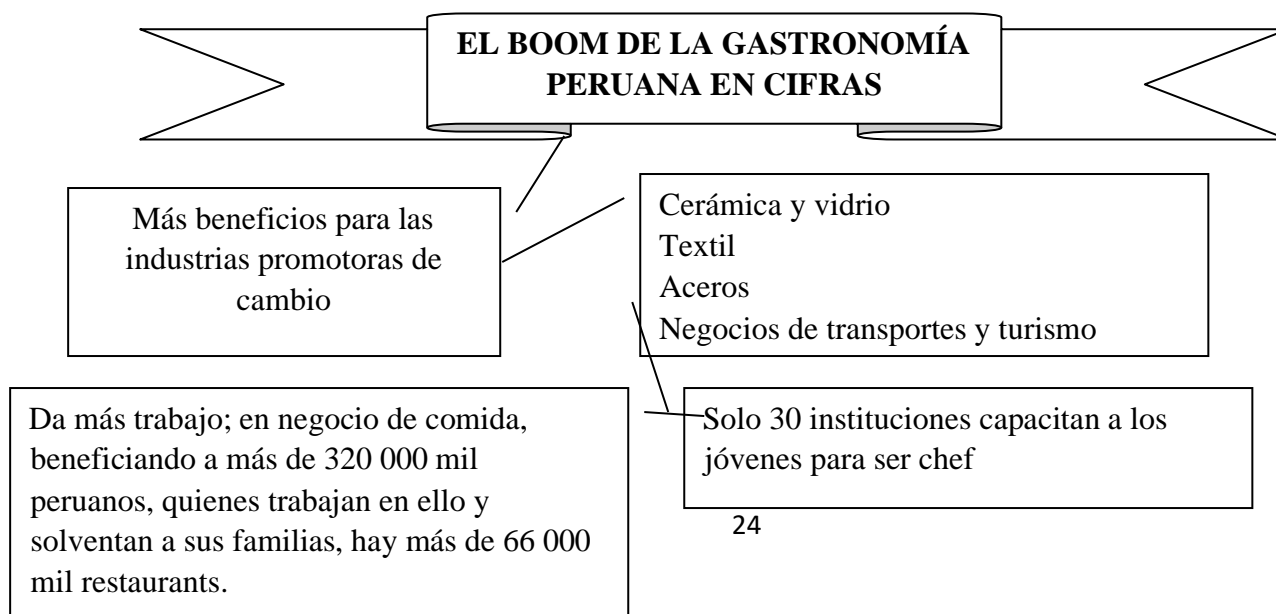 EL BOOM DE LA GASTRONOMÍA
PERUANA EN CIFRAS
Más beneficios para las
industrias promotoras de
cambio
Cerámica y vidrio
Textil
Aceros
Negocios de transportes y turismo
Da más trabajo; en negocio de comida,
beneficiando a más de 320 000 mil
peruanos, quienes trabajan en ello y
solventan a sus familias, hay más de 66 000
mil restaurants.
Solo 30 instituciones capacitan a los
jóvenes para ser chef
24